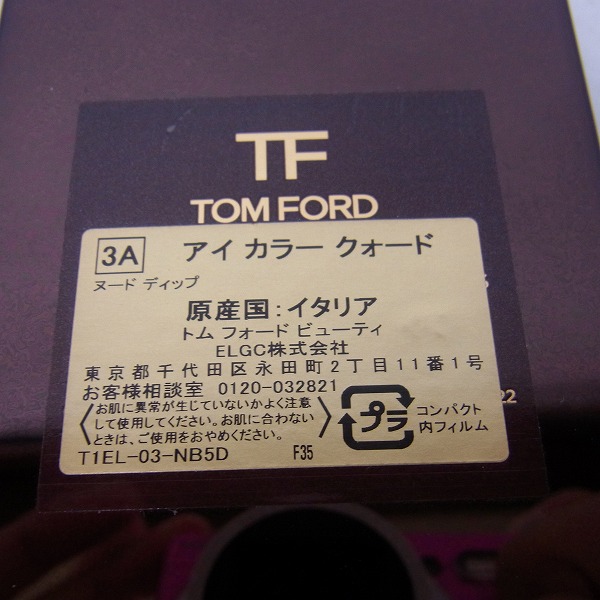 TF
TOM FORD
3A アイ カラー クォード
ヌード ディップ
原産国:イタリア
トム フォード ビューティ
ELGC株式会社
東京都千代田区永田町2丁目11番1号
お客様相談室 0120-032821
お肌に異常が生じていないかよく注意
して使用してください。お肌に合わない
ときは、ご使用をおやめください。
プラ
コンパクト
内フィルム
T1EL-03-NB5D F35
22